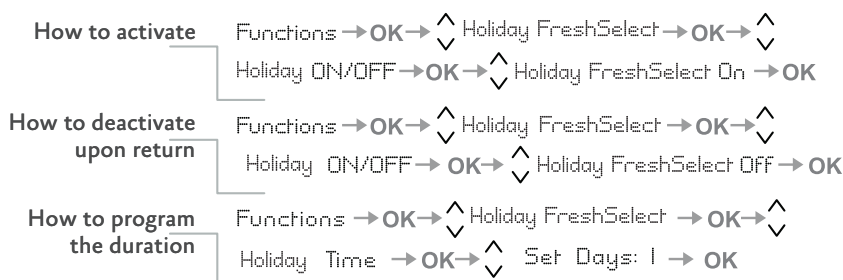 How to activate
Functions → OK → Holiday FreshSelect → OK →
Holiday ON/OFF → OK → Holiday FreshSelect On → OK
How to deactivate
upon return
Functions → OK → Holiday FreshSelect → OK →
Holiday ON/OFF → OK → Holiday FreshSelect Off → OK
How to program
the duration
Functions → OK → Holiday FreshSelect → OK →
Holiday Time → OK → Set Days: 1 → OK